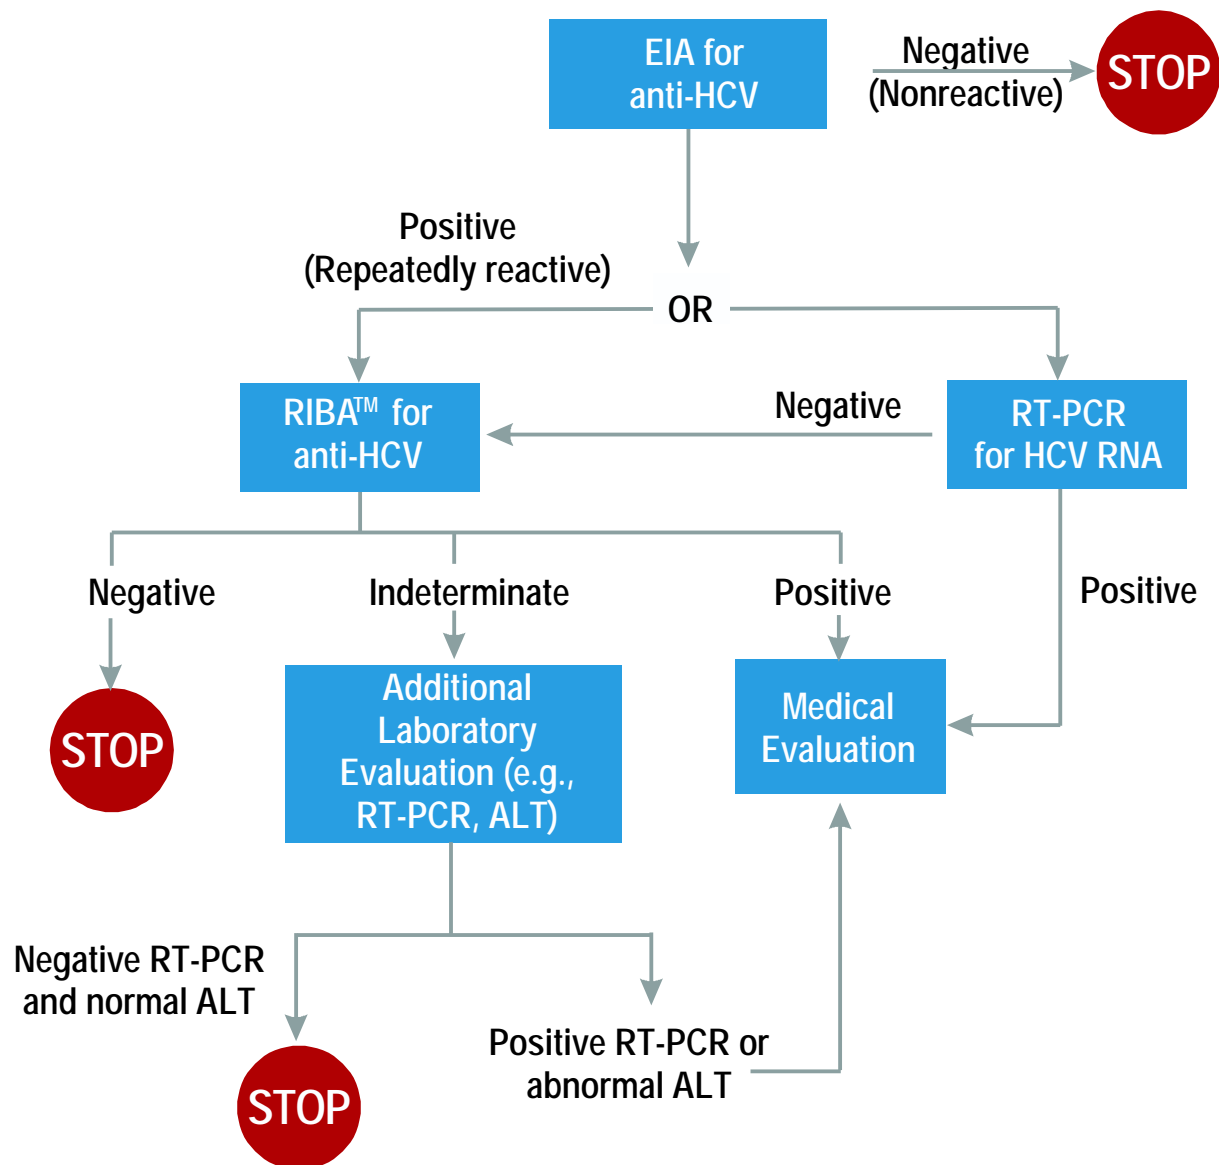 EIA for
anti-HCV
Negative
(Nonreactive)
STOP
Positive
(Repeatedly reactive)
OR
RIBA™ for
anti-HCV
Negative
RT-PCR
for HCV RNA
Negative
Indeterminate
Positive
Positive
STOP
Additional
Laboratory
Evaluation (e.g.,
RT-PCR, ALT)
Medical
Evaluation
Negative RT-PCR
and normal ALT
STOP
Positive RT-PCR or
abnormal ALT